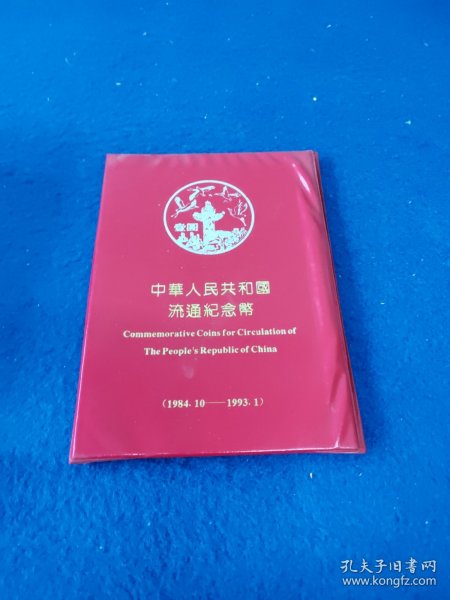 壹圆
中華人民共和國
流通紀念幣
Commemorative Coins for Circulation of
The People's Republic of China
(1984.10——1993.1)
孔夫子旧书网
www.kongfz.com